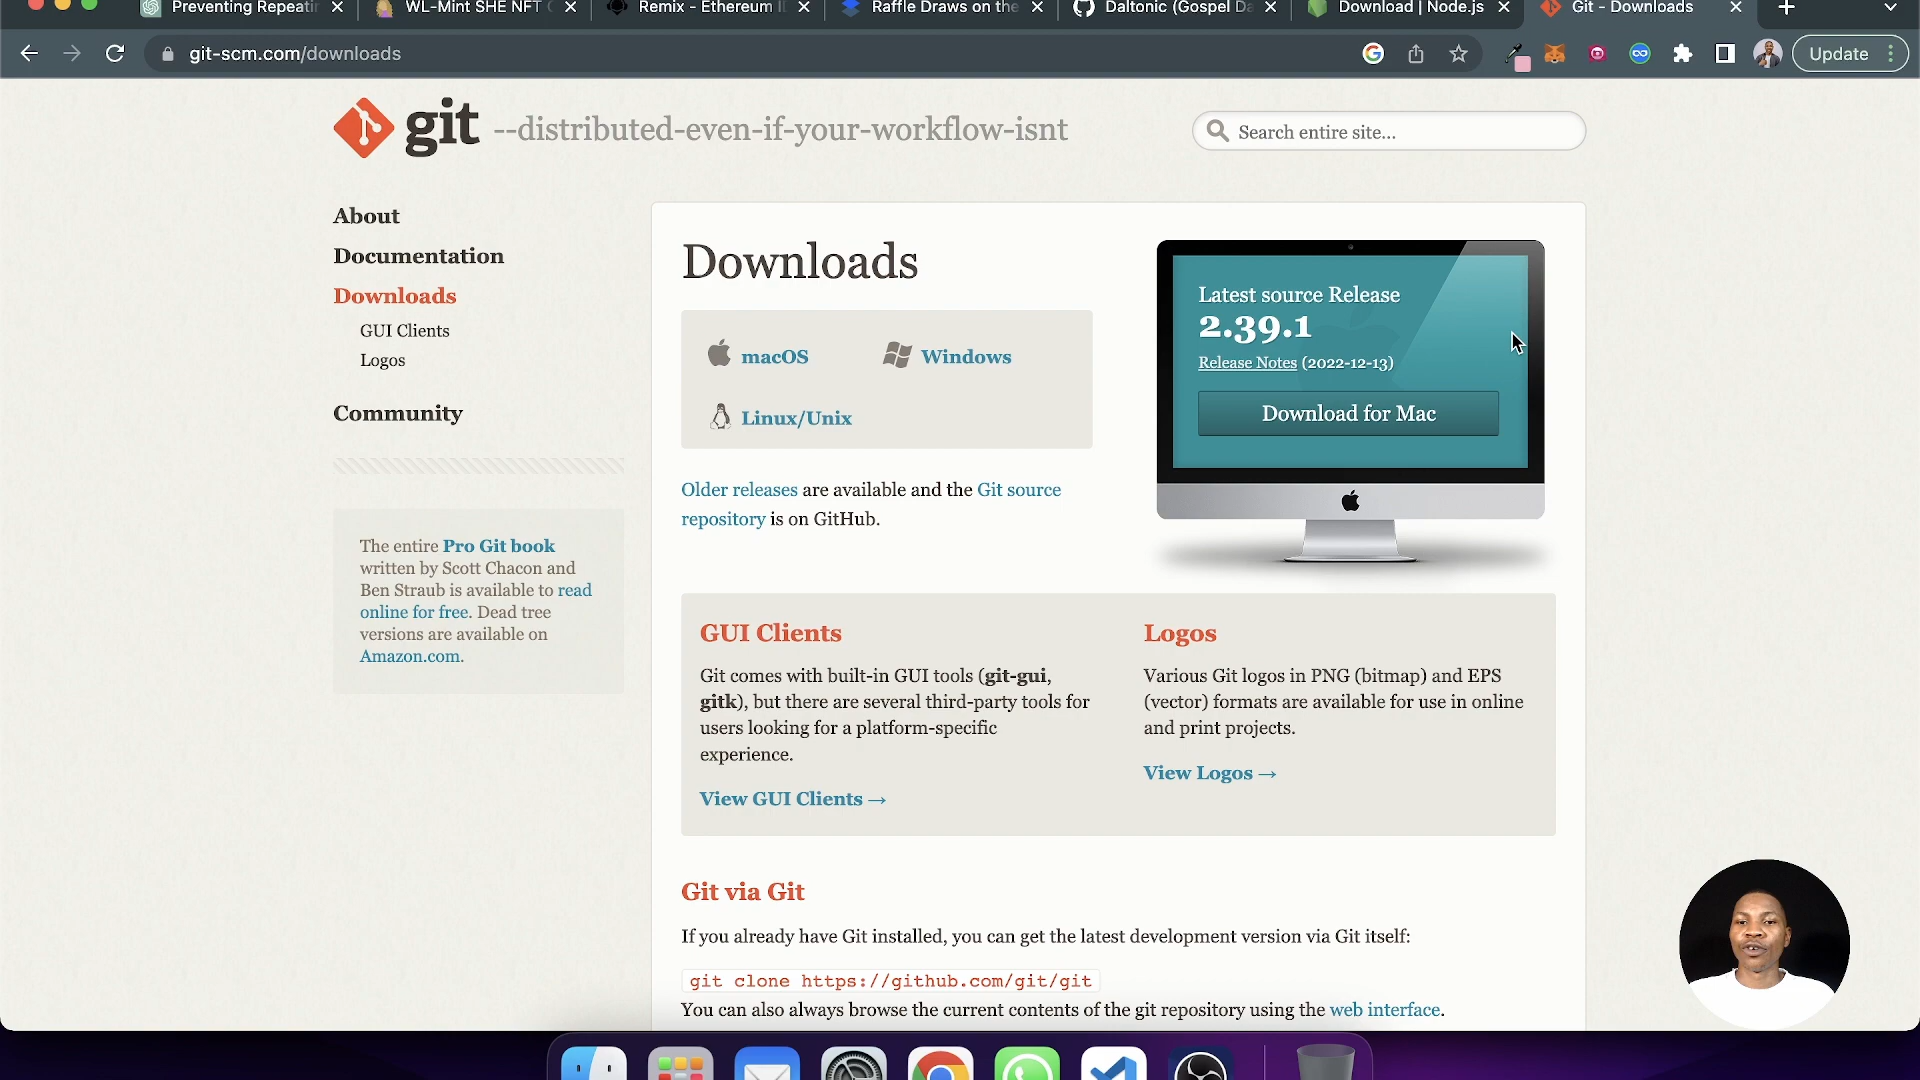 Preventing Repeatin
WL-Mint SHE NFT
Remix - Ethereum I
Raffle Draws on the
Daltonic (Gospel Da
Download | Node.js
Git - Downloads
git-scm.com/downloads
Update
git --distributed-even-if-your-workflow-isnt
Search entire site...
About
Documentation
Downloads
GUI Clients
Logos
Community
The entire Pro Git book
written by Scott Chacon and
Ben Straub is available to read
online for free. Dead tree
versions are available on
Amazon.com.
Downloads
macOS
Windows
Linux/Unix
Older releases are available and the Git source
repository is on GitHub.
Latest source Release
2.39.1
Release Notes (2022-12-13)
Download for Mac
GUI Clients
Git comes with built-in GUI tools (git-gui,
gitk), but there are several third-party tools for
users looking for a platform-specific
experience.
View GUI Clients →
Logos
Various Git logos in PNG (bitmap) and EPS
(vector) formats are available for use in online
and print projects.
View Logos →
Git via Git
If you already have Git installed, you can get the latest development version via Git itself:
git clone https://github.com/git/git
You can also always browse the current contents of the git repository using the web interface.